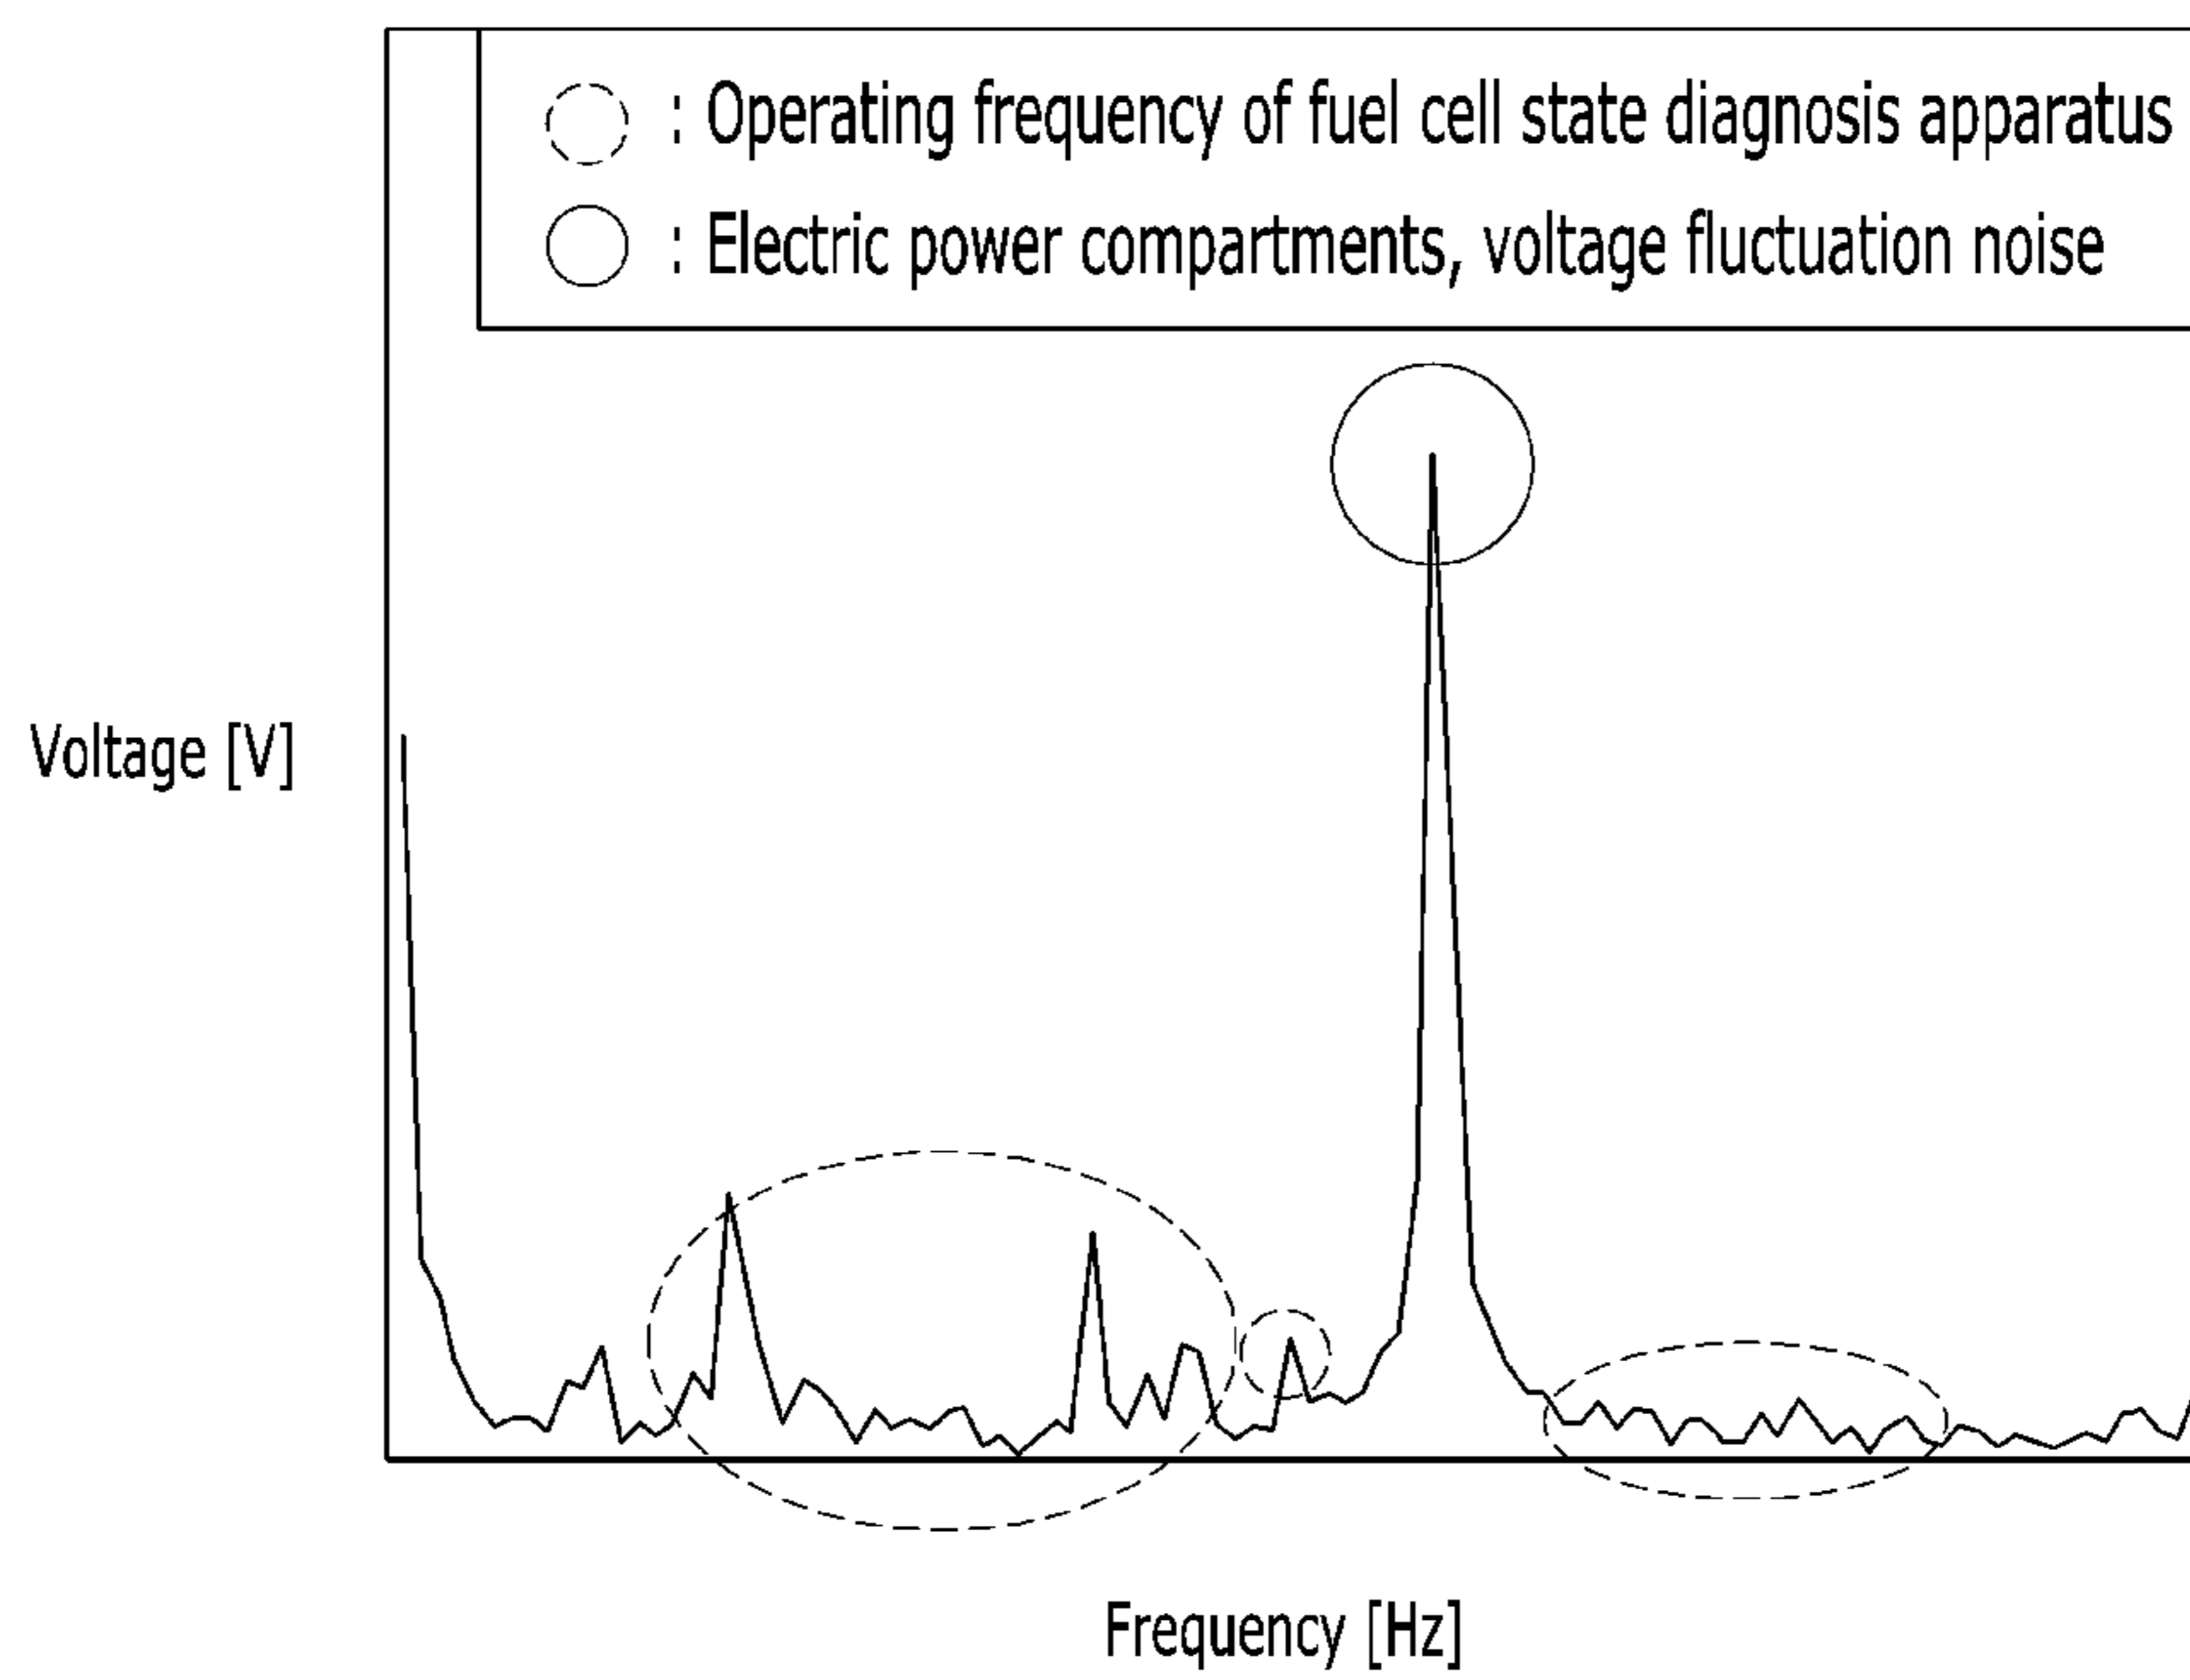 : Operating frequency of fuel cell state diagnosis apparatus
: Electric power compartments, voltage fluctuation noise
Voltage [V]
Frequency [Hz]